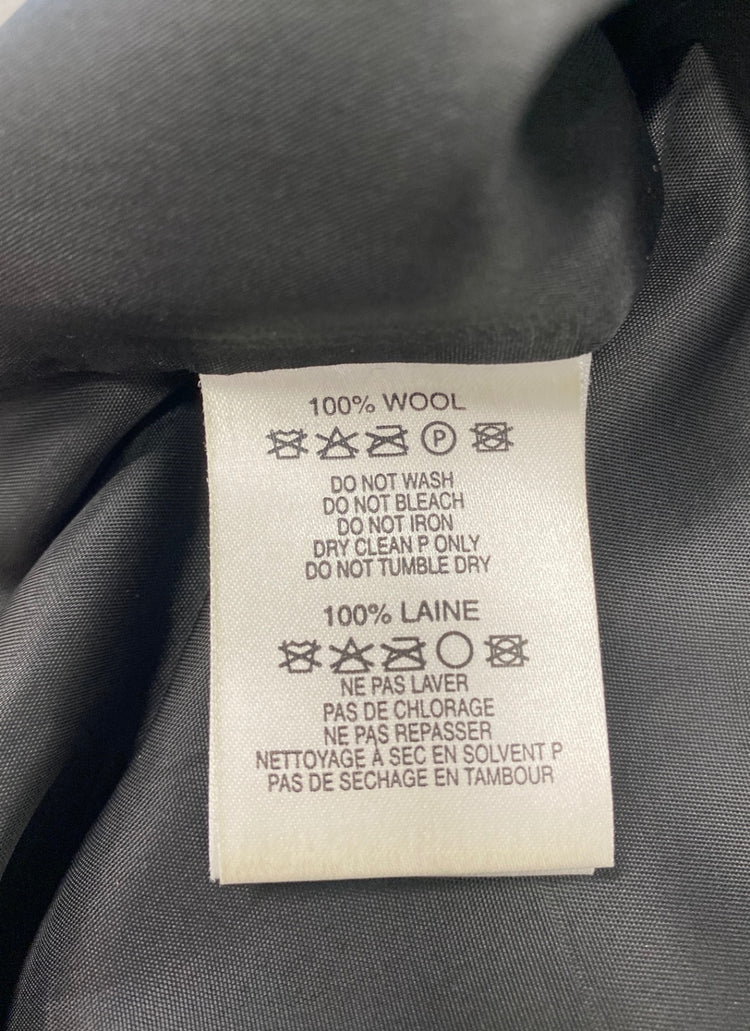 100% WOOL
P
DO NOT WASH
DO NOT BLEACH
DO NOT IRON
DRY CLEAN P ONLY
DO NOT TUMBLE DRY
100% LAINE
NE PAS LAVER
PAS DE CHLORAGE
NE PAS REPASSER
NETTOYAGE À SEC EN SOLVENT P
PAS DE SECHAGE EN TAMBOUR